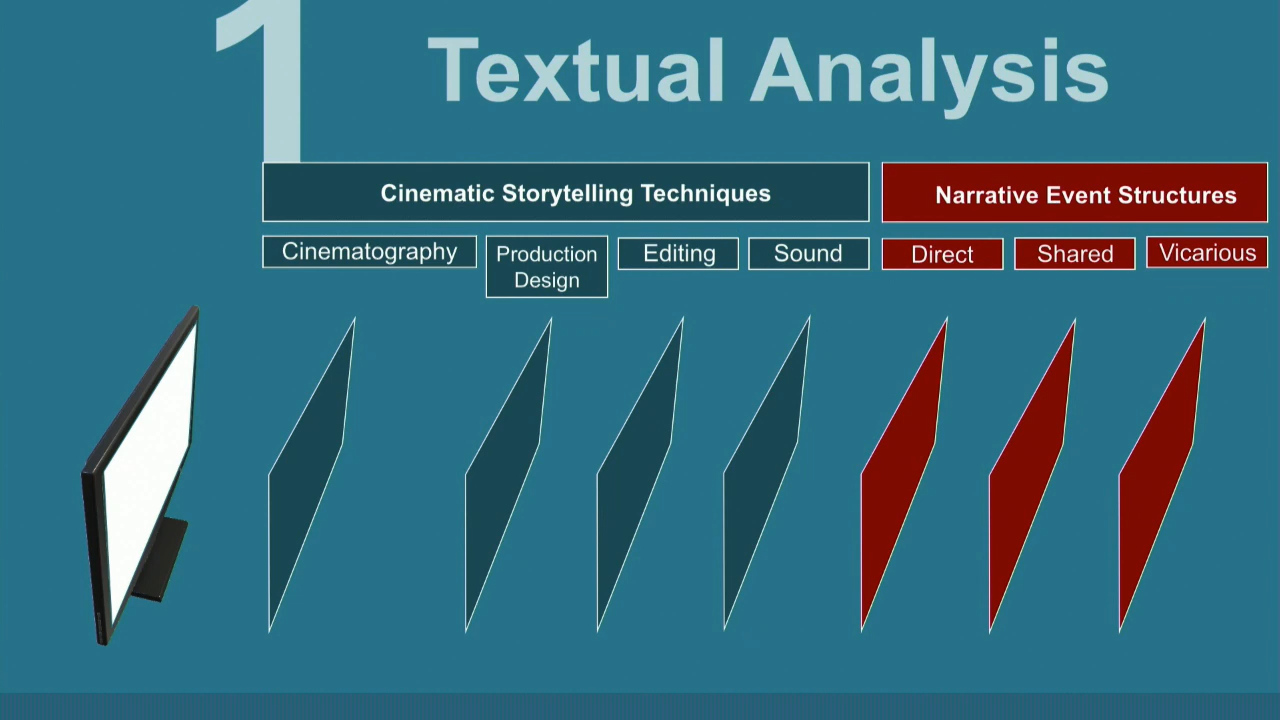 1
Textual Analysis
Cinematic Storytelling Techniques
Narrative Event Structures
Cinematography
Production
Design
Editing
Sound
Direct
Shared
Vicarious